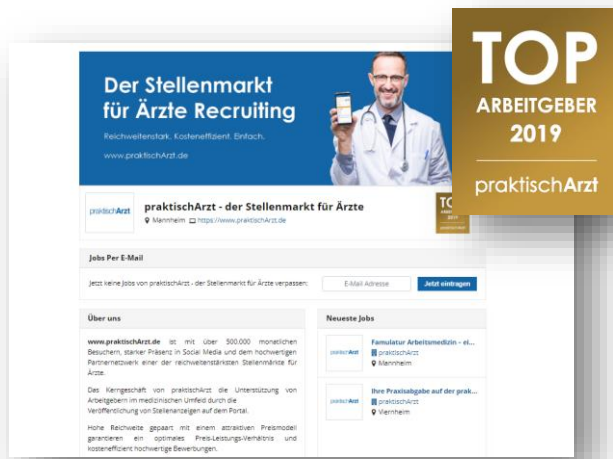 TOP
ARBEITGEBER
2019
praktischArzt
Der Stellenmarkt
für Ärzte Recruiting
Reichweitenstark. Kosteneffizient. Einfach.
www.praktischArzt.de
praktischArzt
praktischArzt - der Stellenmarkt für Ärzte
Mannheim https://www.praktischArzt.de
TO
2019
Jobs Per E-Mail
Jetzt keine Jobs von praktischArzt - der Stellenmarkt für Ärzte verpassen:
E-Mail Adresse
Jetzt eintragen
Über uns
www.praktischArzt.de ist mit über 500.000 monatlichen
Besuchern, starker Präsenz in Social Media und dem hochwertigen
Partnernetzwerk einer der reichweitenstärksten Stellenmärkte für
Ärzte.
Das Kerngeschäft von praktischArzt die Unterstützung von
Arbeitgebern im medizinischen Umfeld durch die
Veröffentlichung von Stellenanzeigen auf dem Portal.
Hohe Reichweite gepaart mit einem attraktiven Preismodell
garantieren ein optimales Preis-Leistungs-Verhältnis und
kosteneffizient hochwertige Bewerbungen.
Neueste Jobs
praktischArzt
Famulatur Arbeitsmedizin – ei...
praktischArzt
Mannheim
praktischArzt
Ihre Praxisabgabe auf der prak...
praktischArzt
Viernheim